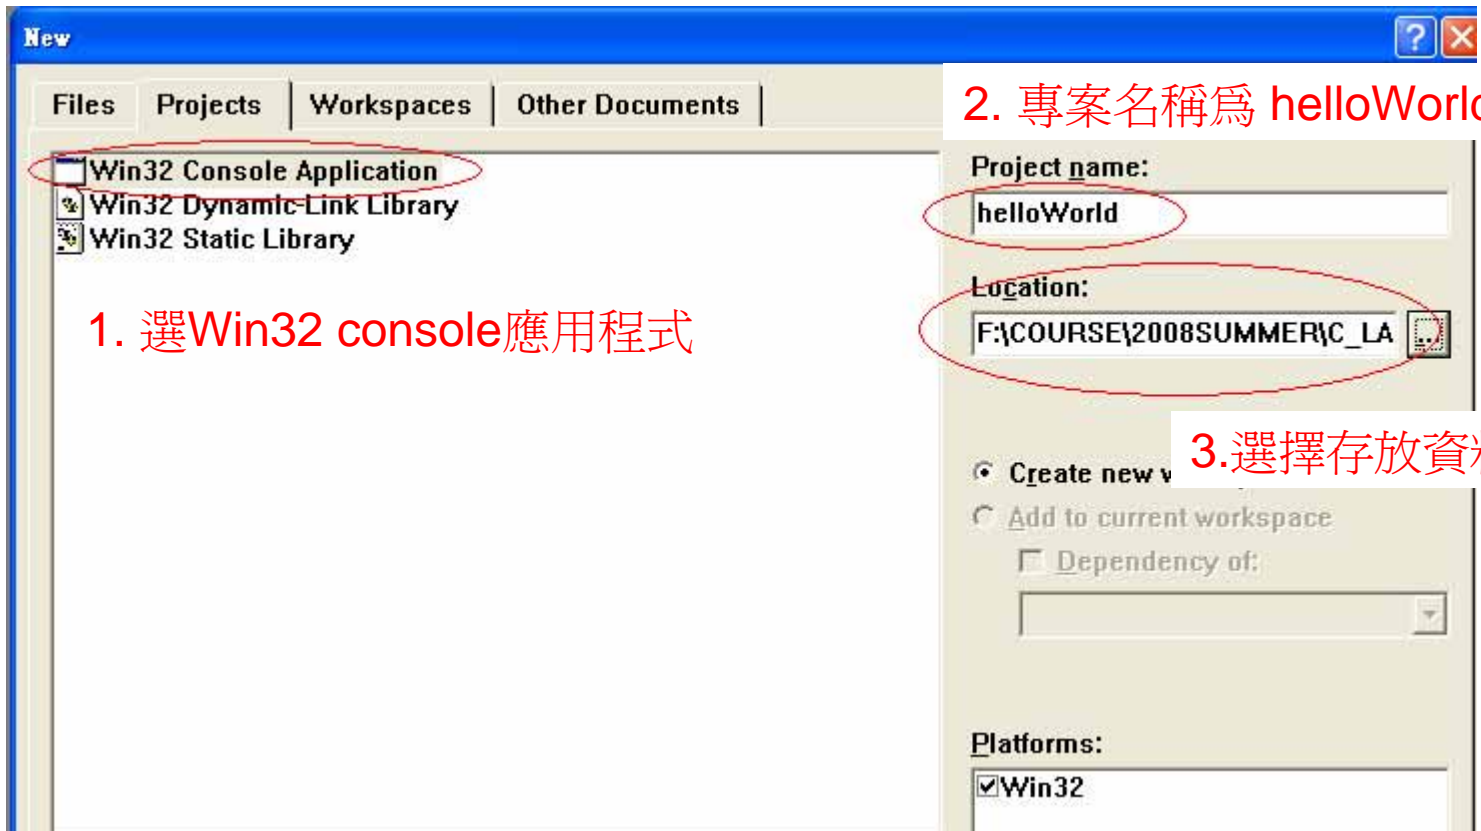 New
Files Projects Workspaces Other Documents
2. 專案名稱爲
Win32 Console Application
Win32 Dynamic-Link Library
Win32 Static Library
1. 選Win32 console應用程式
Project name:
helloWorld
Location:
F:\COURSE\2008SUMMER\C_LA ...
3.選擇存放資
Create new
Add to current workspace
Dependency of:
Platforms:
Win32